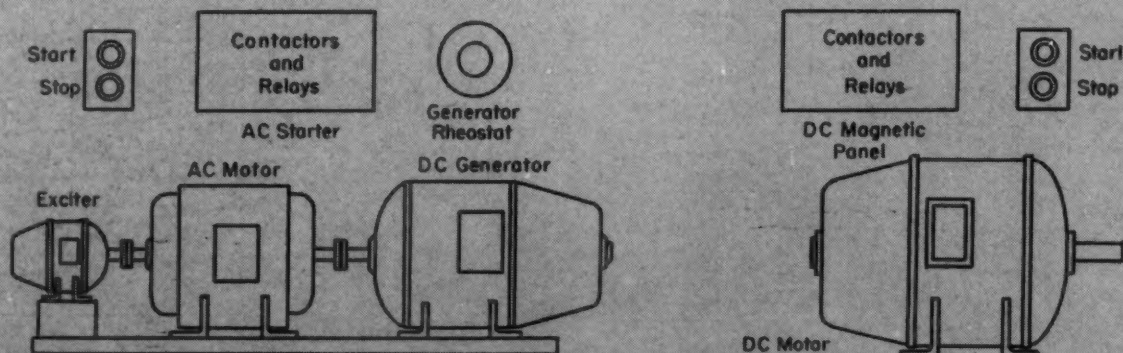 Start
Stop
Contactors
and
Relays
AC Starter
Generator
Rheostat
Contactors
and
Relays
DC Magnetic
Panel
Start
Stop
Exciter
AC Motor
DC Generator
DC Motor